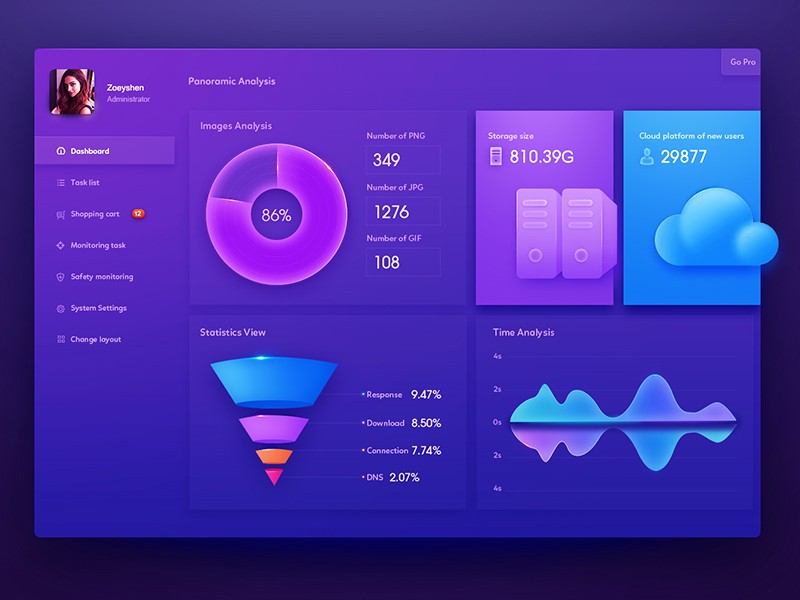 Go Pro
Zoeyshen
Administrator
Panoramic Analysis
Dashboard
Task list
Shopping cart 12
Monitoring task
Safety monitoring
System Settings
Change layout
Images Analysis
86%
Number of PNG
349
Number of JPG
1276
Number of GIF
108
Storage size
810.39G
Cloud platform of new users
29877
Statistics View
Response 9.47%
Download 8.50%
Connection 7.74%
DNS 2.07%
Time Analysis
4s
2s
0s
2s
4s